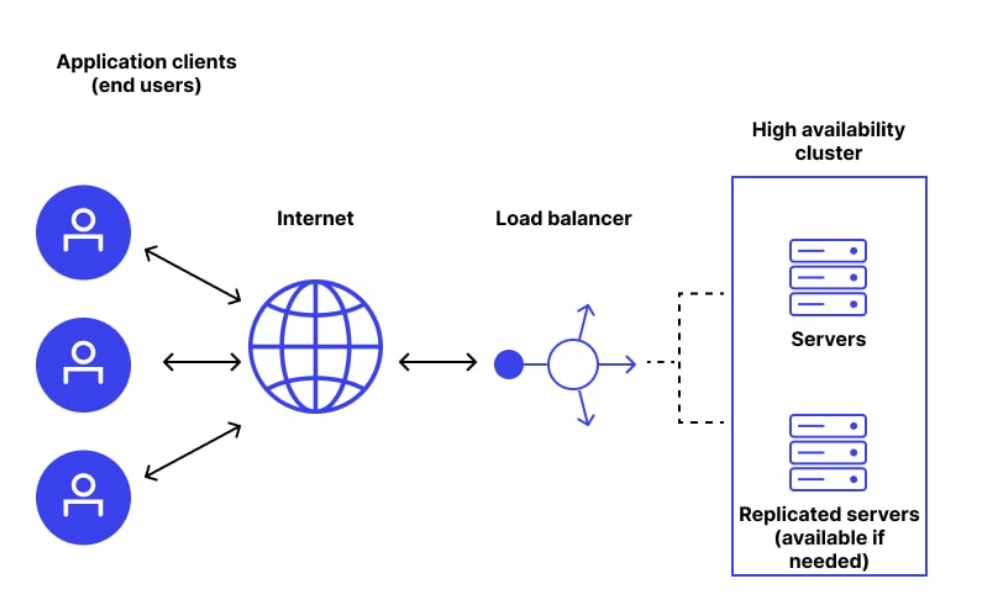 Application clients
(end users)
Internet
Load balancer
High availability
cluster
Servers
Replicated servers
(available if
needed)